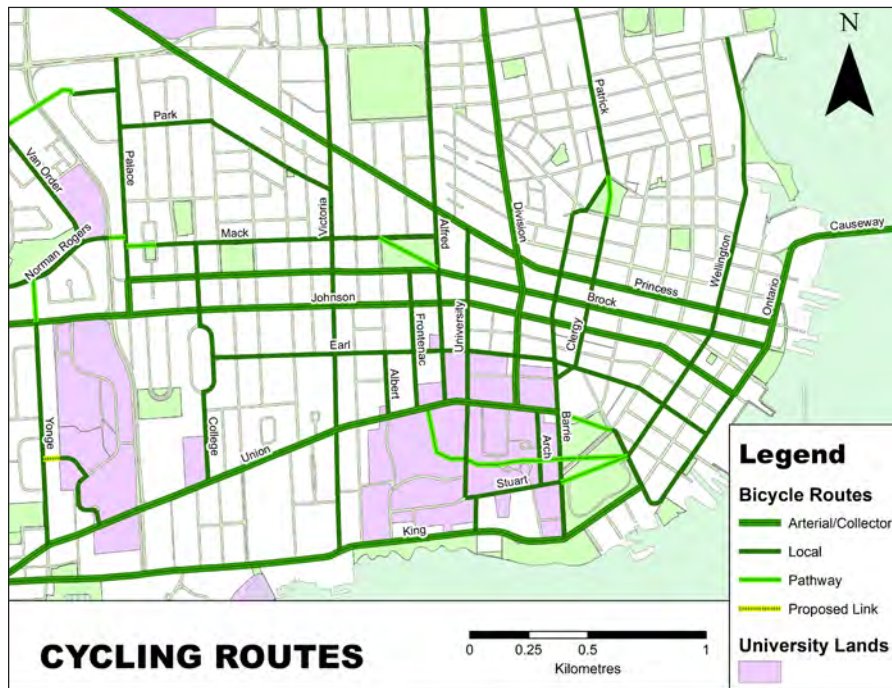 N
Patrick
Park
Van Order
Palace
Victoria
Alfred
Division
Causeway
Mack
Norman Rogers
Wellington
Princess
Ontario
Brock
Johnson
University
Clergy
Frontenac
Earl
Albert
Yonge
College
Union
Arch
Barrie
Stuart
King
Legend
Bicycle Routes
Arterial/Collector
Local
Pathway
Proposed Link
University Lands
CYCLING ROUTES
0 0.25 0.5 1
Kilometres